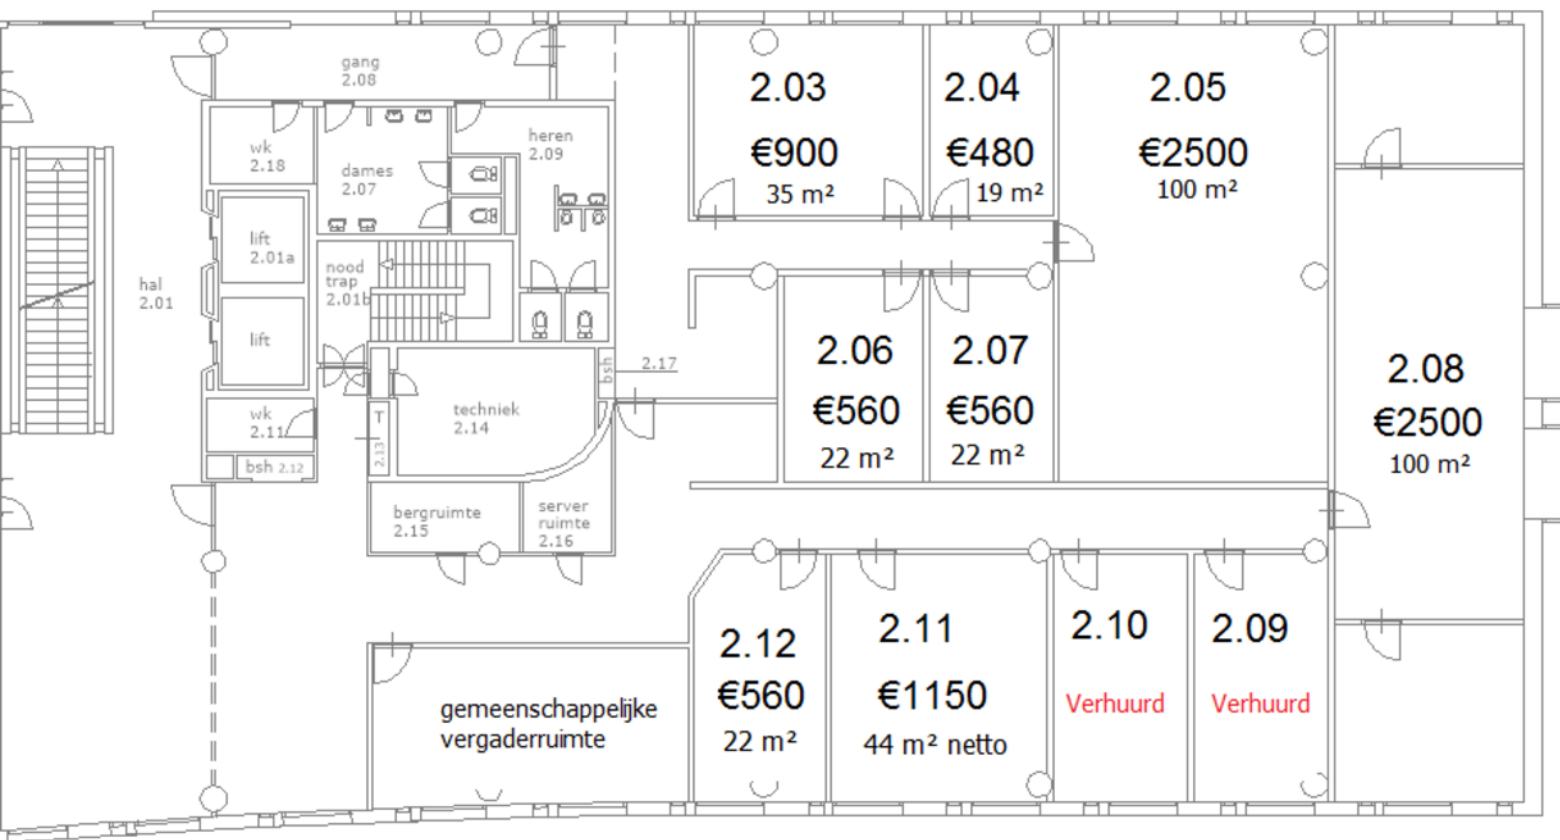 gang
2.08
wk
2.18
dames
2.07
heren
2.09
lift
2.01a
nood
trap
2.01b
hal
2.01
lift
wk
2.11
bsh 2.12
T
2.13
techniek
2.14
bsh
2.17
bergruimte
2.15
server
ruimte
2.16
2.03
€900
35 m²
2.04
€480
19 m²
2.05
€2500
100 m²
2.06
€560
22 m²
2.07
€560
22 m²
2.08
€2500
100 m²
gemeenschappelijke
vergaderruimte
2.12
€560
22 m²
2.11
€1150
44 m² netto
2.10
Verhuurd
2.09
Verhuurd